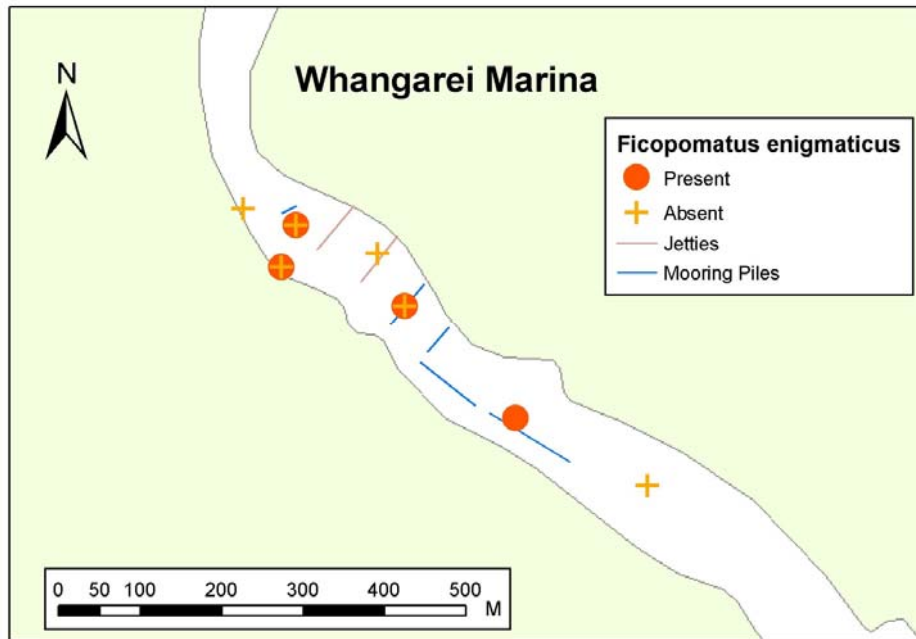 Whangarei Marina
N
Ficopomatus enigmaticus
Present
Absent
Jetties
Mooring Piles
0 50 100 200 300 400 500
M